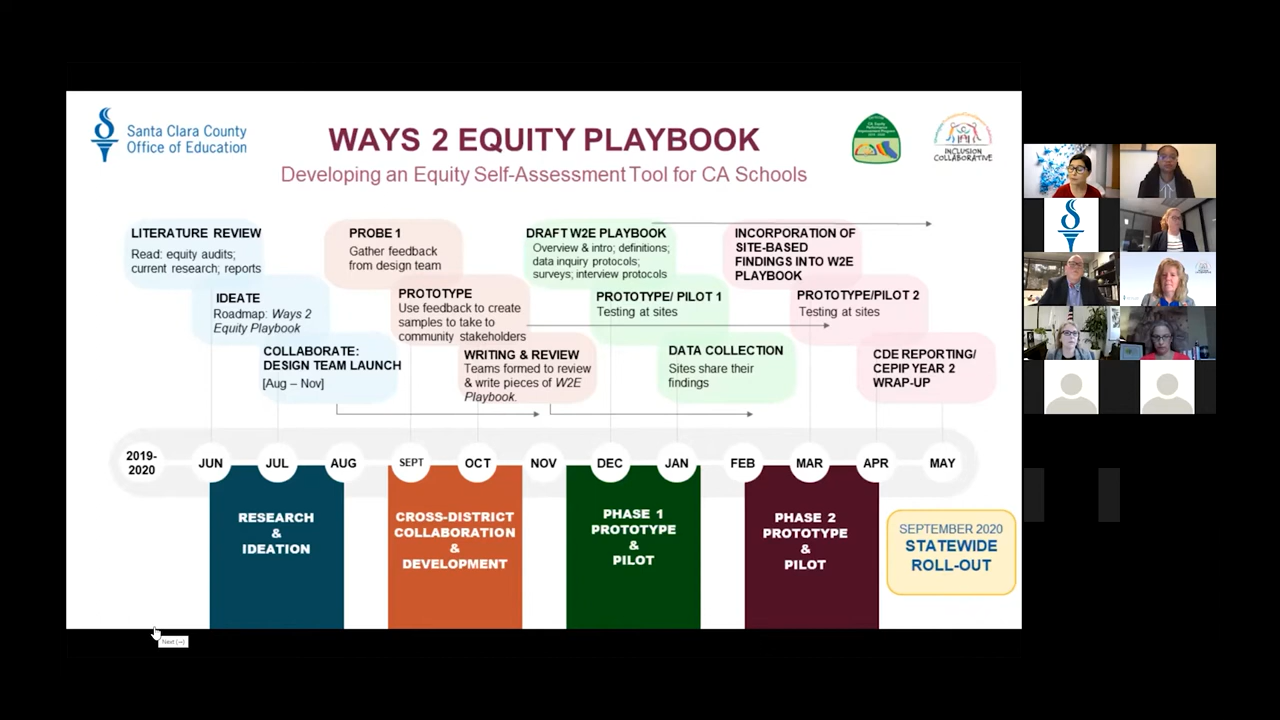 Santa Clara County
Office of Education
WAYS 2 EQUITY PLAYBOOK
Developing an Equity Self-Assessment Tool for CA Schools
INCLUSION
COLLABORATIVE
LITERATURE REVIEW
Read: equity audits;
current research; reports
IDEATE
Roadmap: Ways 2
Equity Playbook
COLLABORATE:
DESIGN TEAM LAUNCH
[Aug – Nov]
PROBE 1
Gather feedback
from design team
PROTOTYPE
Use feedback to create
samples to take to
community stakeholders
WRITING & REVIEW
Teams formed to review
& write pieces of W2E
Playbook.
DRAFT W2E PLAYBOOK
Overview & intro; definitions;
data inquiry protocols;
surveys; interview protocols
PROTOTYPE/ PILOT 1
Testing at sites
DATA COLLECTION
Sites share their
findings
INCORPORATION OF
SITE-BASED
FINDINGS INTO W2E
PLAYBOOK
PROTOTYPE/PILOT 2
Testing at sites
CDE REPORTING/
CEPIP YEAR 2
WRAP-UP
2019-
2020
JUN
JUL
AUG
SEPT
OCT
NOV
DEC
JAN
FEB
MAR
APR
MAY
RESEARCH
&
IDEATION
CROSS-DISTRICT
COLLABORATION
&
DEVELOPMENT
PHASE 1
PROTOTYPE
&
PILOT
PHASE 2
PROTOTYPE
&
PILOT
SEPTEMBER 2020
STATEWIDE
ROLL-OUT
Next (→)